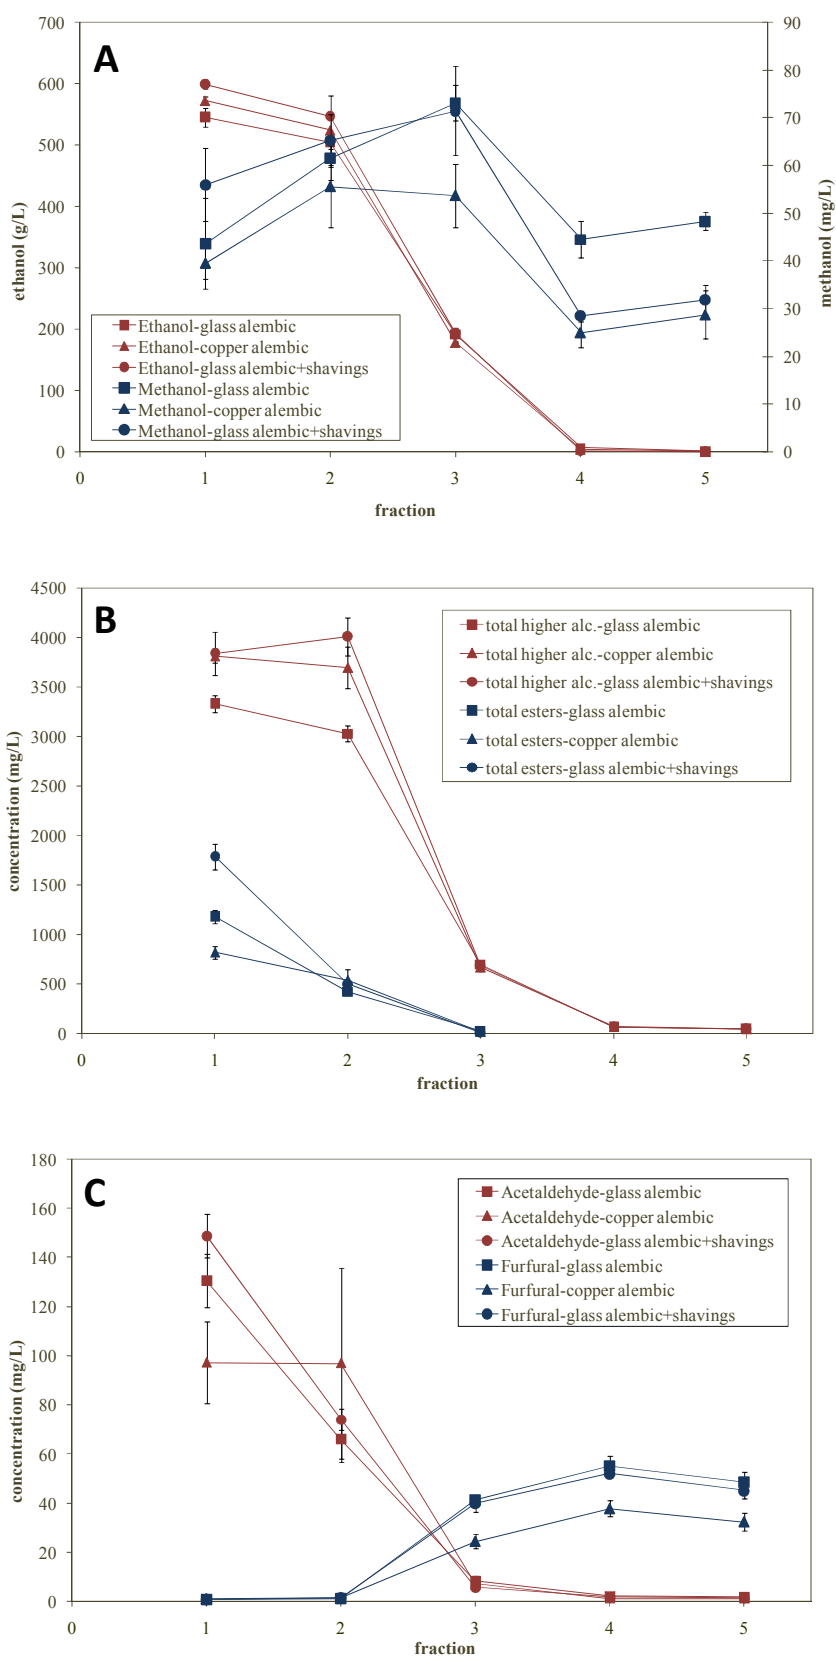 A
700
600
500
400
300
200
100
0
ethanol (g/L)
90
80
70
60
50
40
30
20
10
0
methanol (mg/L)
Ethanol-glass alembic
Ethanol-copper alembic
Ethanol-glass alembic+shavings
Methanol-glass alembic
Methanol-copper alembic
Methanol-glass alembic+shavings
0 1 2 3 4 5
fraction
B
4500
4000
3500
3000
2500
2000
1500
1000
500
0
concentration (mg/L)
total higher alc.-glass alembic
total higher alc.-copper alembic
total higher alc.-glass alembic+shavings
total esters-glass alembic
total esters-copper alembic
total esters-glass alembic+shavings
0 1 2 3 4 5
fraction
C
180
160
140
120
100
80
60
40
20
0
concentration (mg/L)
Acetaldehyde-glass alembic
Acetaldehyde-copper alembic
Acetaldehyde-glass alembic+shavings
Furfural-glass alembic
Furfural-copper alembic
Furfural-glass alembic+shavings
0 1 2 3 4 5
fraction